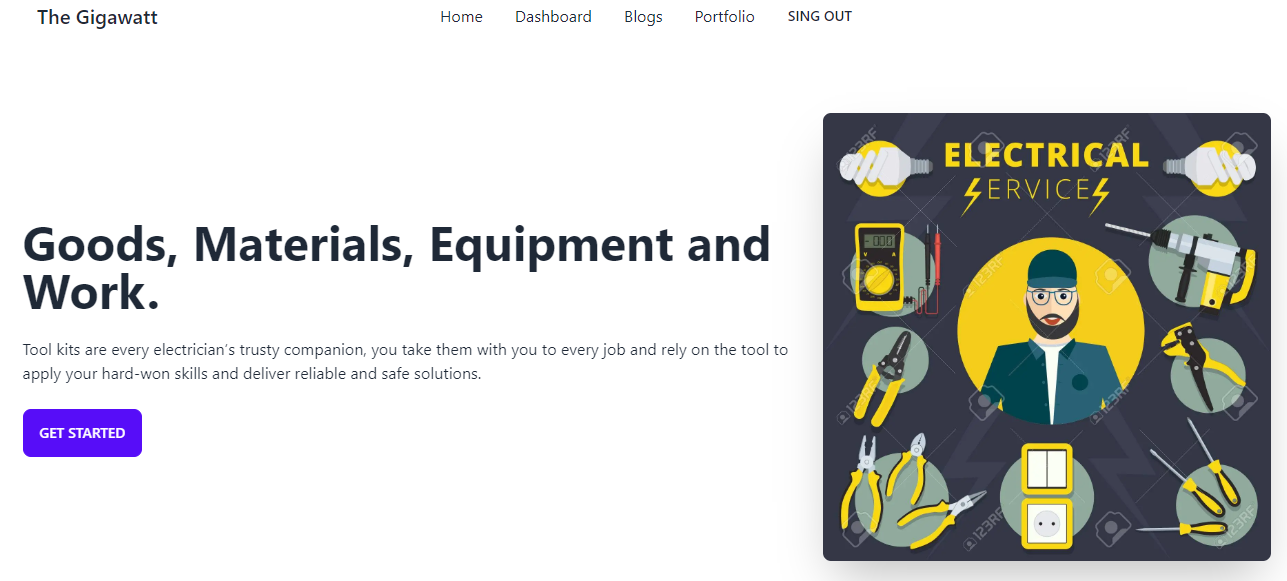 The Gigawatt
Home Dashboard Blogs Portfolio SING OUT
Goods, Materials, Equipment and
Work.
Tool kits are every electrician's trusty companion, you take them with you to every job and rely on the tool to
apply your hard-won skills and deliver reliable and safe solutions.
GET STARTED
ELECTRICAL
ERVICE
000
V A
123RF
123RF
123RF
123RF
123RF
123RF
123RF